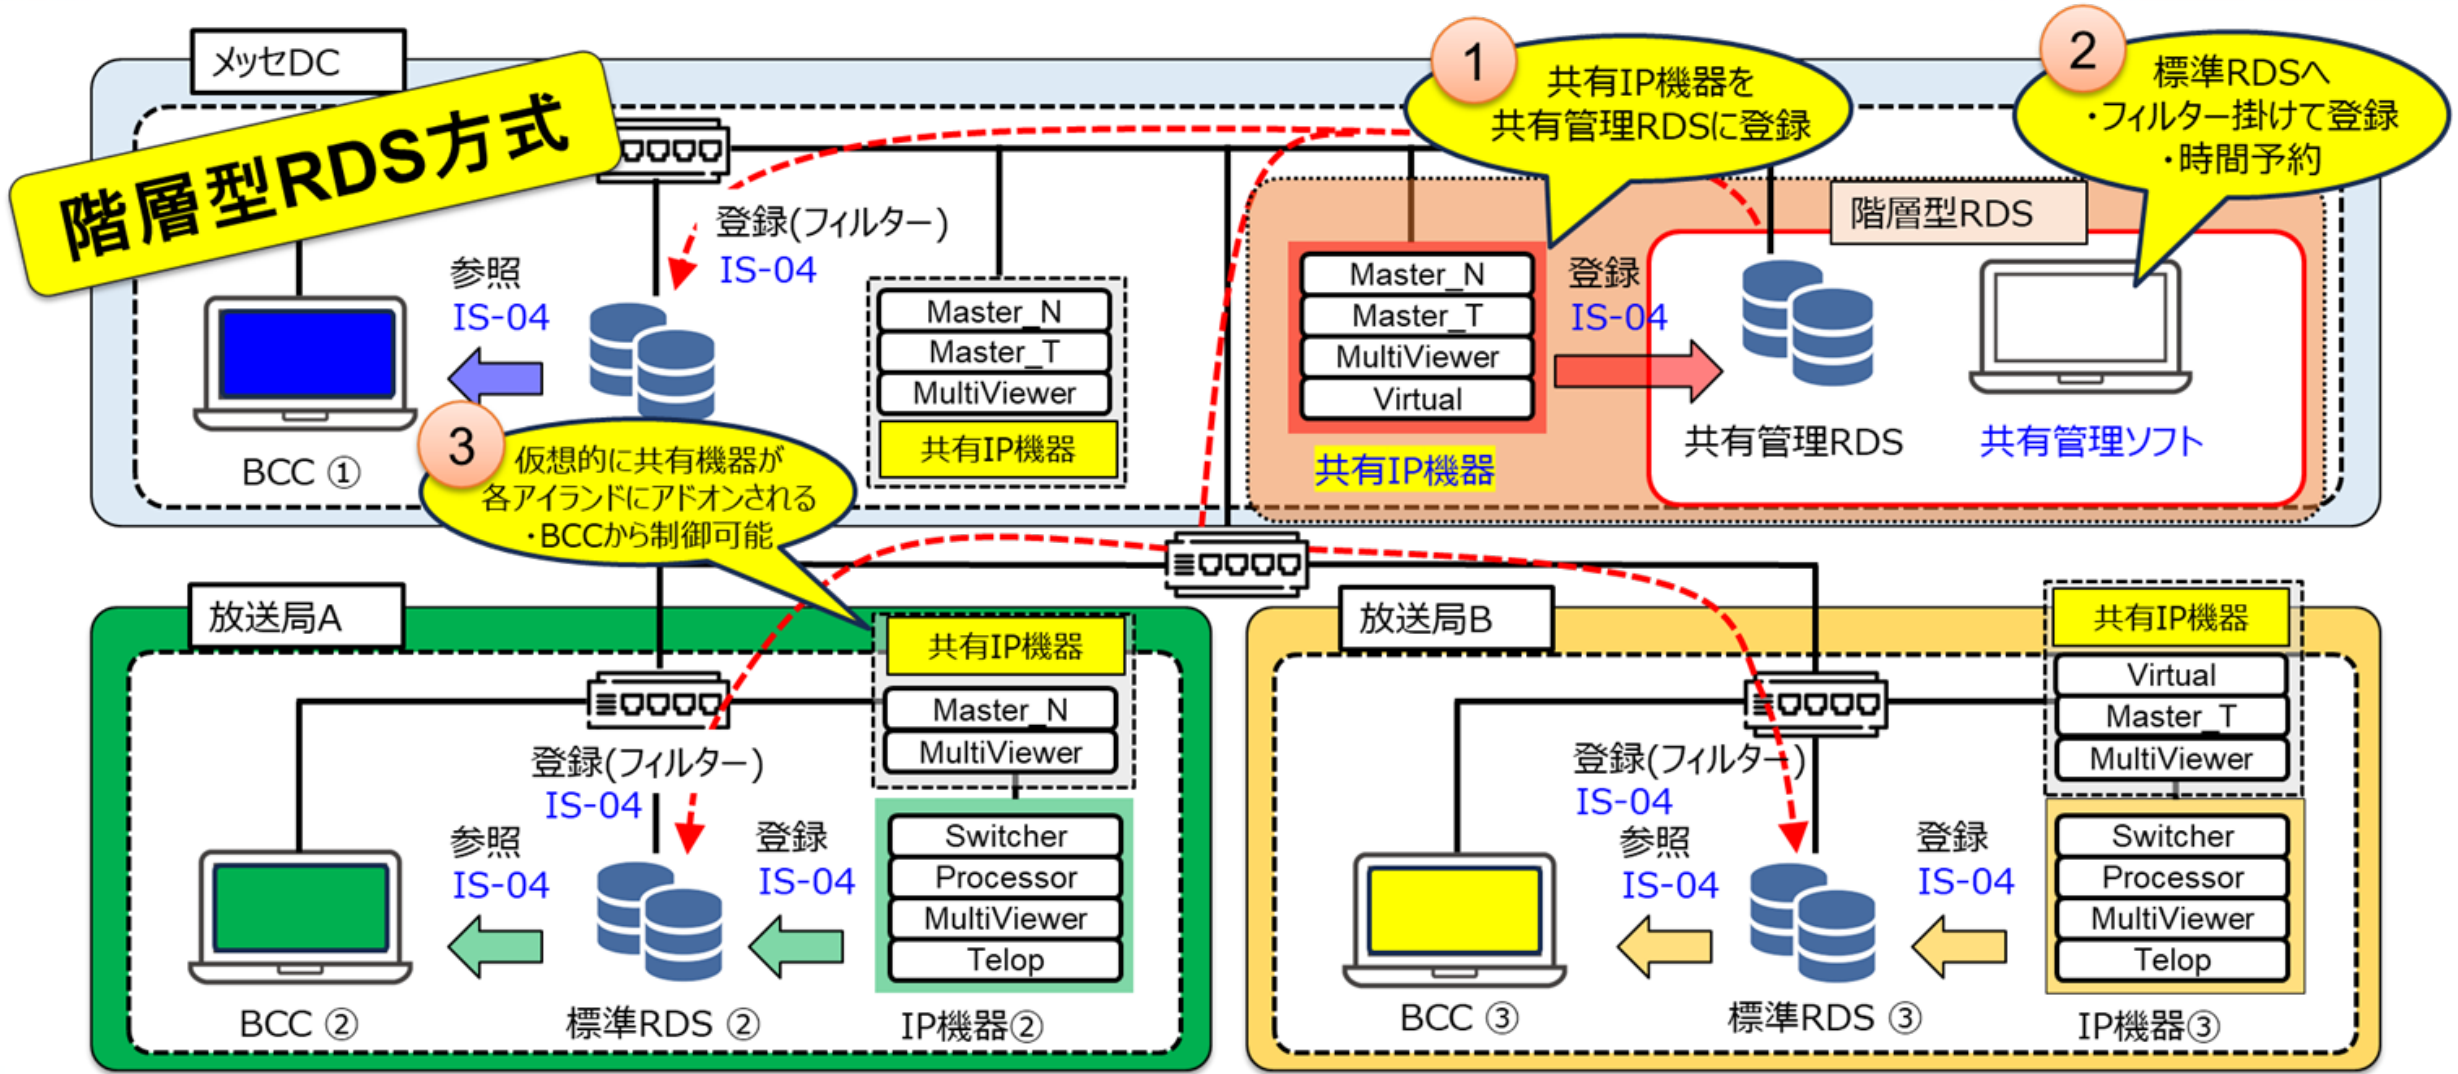 メッセDC
階層型RDS方式
1
共有IP機器を
共有管理RDSに登録
2
標準RDSへ
・フィルター掛けて登録
・時間予約
登録(フィルター)
IS-04
参照
IS-04
BCC ①
Master_N
Master_T
MultiViewer
共有IP機器
Master_N
Master_T
MultiViewer
Virtual
共有IP機器
登録
IS-04
階層型RDS
共有管理RDS
共有管理ソフト
3
仮想的に共有機器が
各アイランドにアドオンされる
・BCCから制御可能
放送局A
共有IP機器
Master_N
MultiViewer
登録(フィルター)
IS-04
参照
IS-04
登録
IS-04
Switcher
Processor
MultiViewer
Telop
BCC ②
標準RDS ②
IP機器②
放送局B
共有IP機器
Virtual
Master_T
MultiViewer
登録(フィルター)
IS-04
参照
IS-04
登録
IS-04
Switcher
Processor
MultiViewer
Telop
BCC ③
標準RDS ③
IP機器③